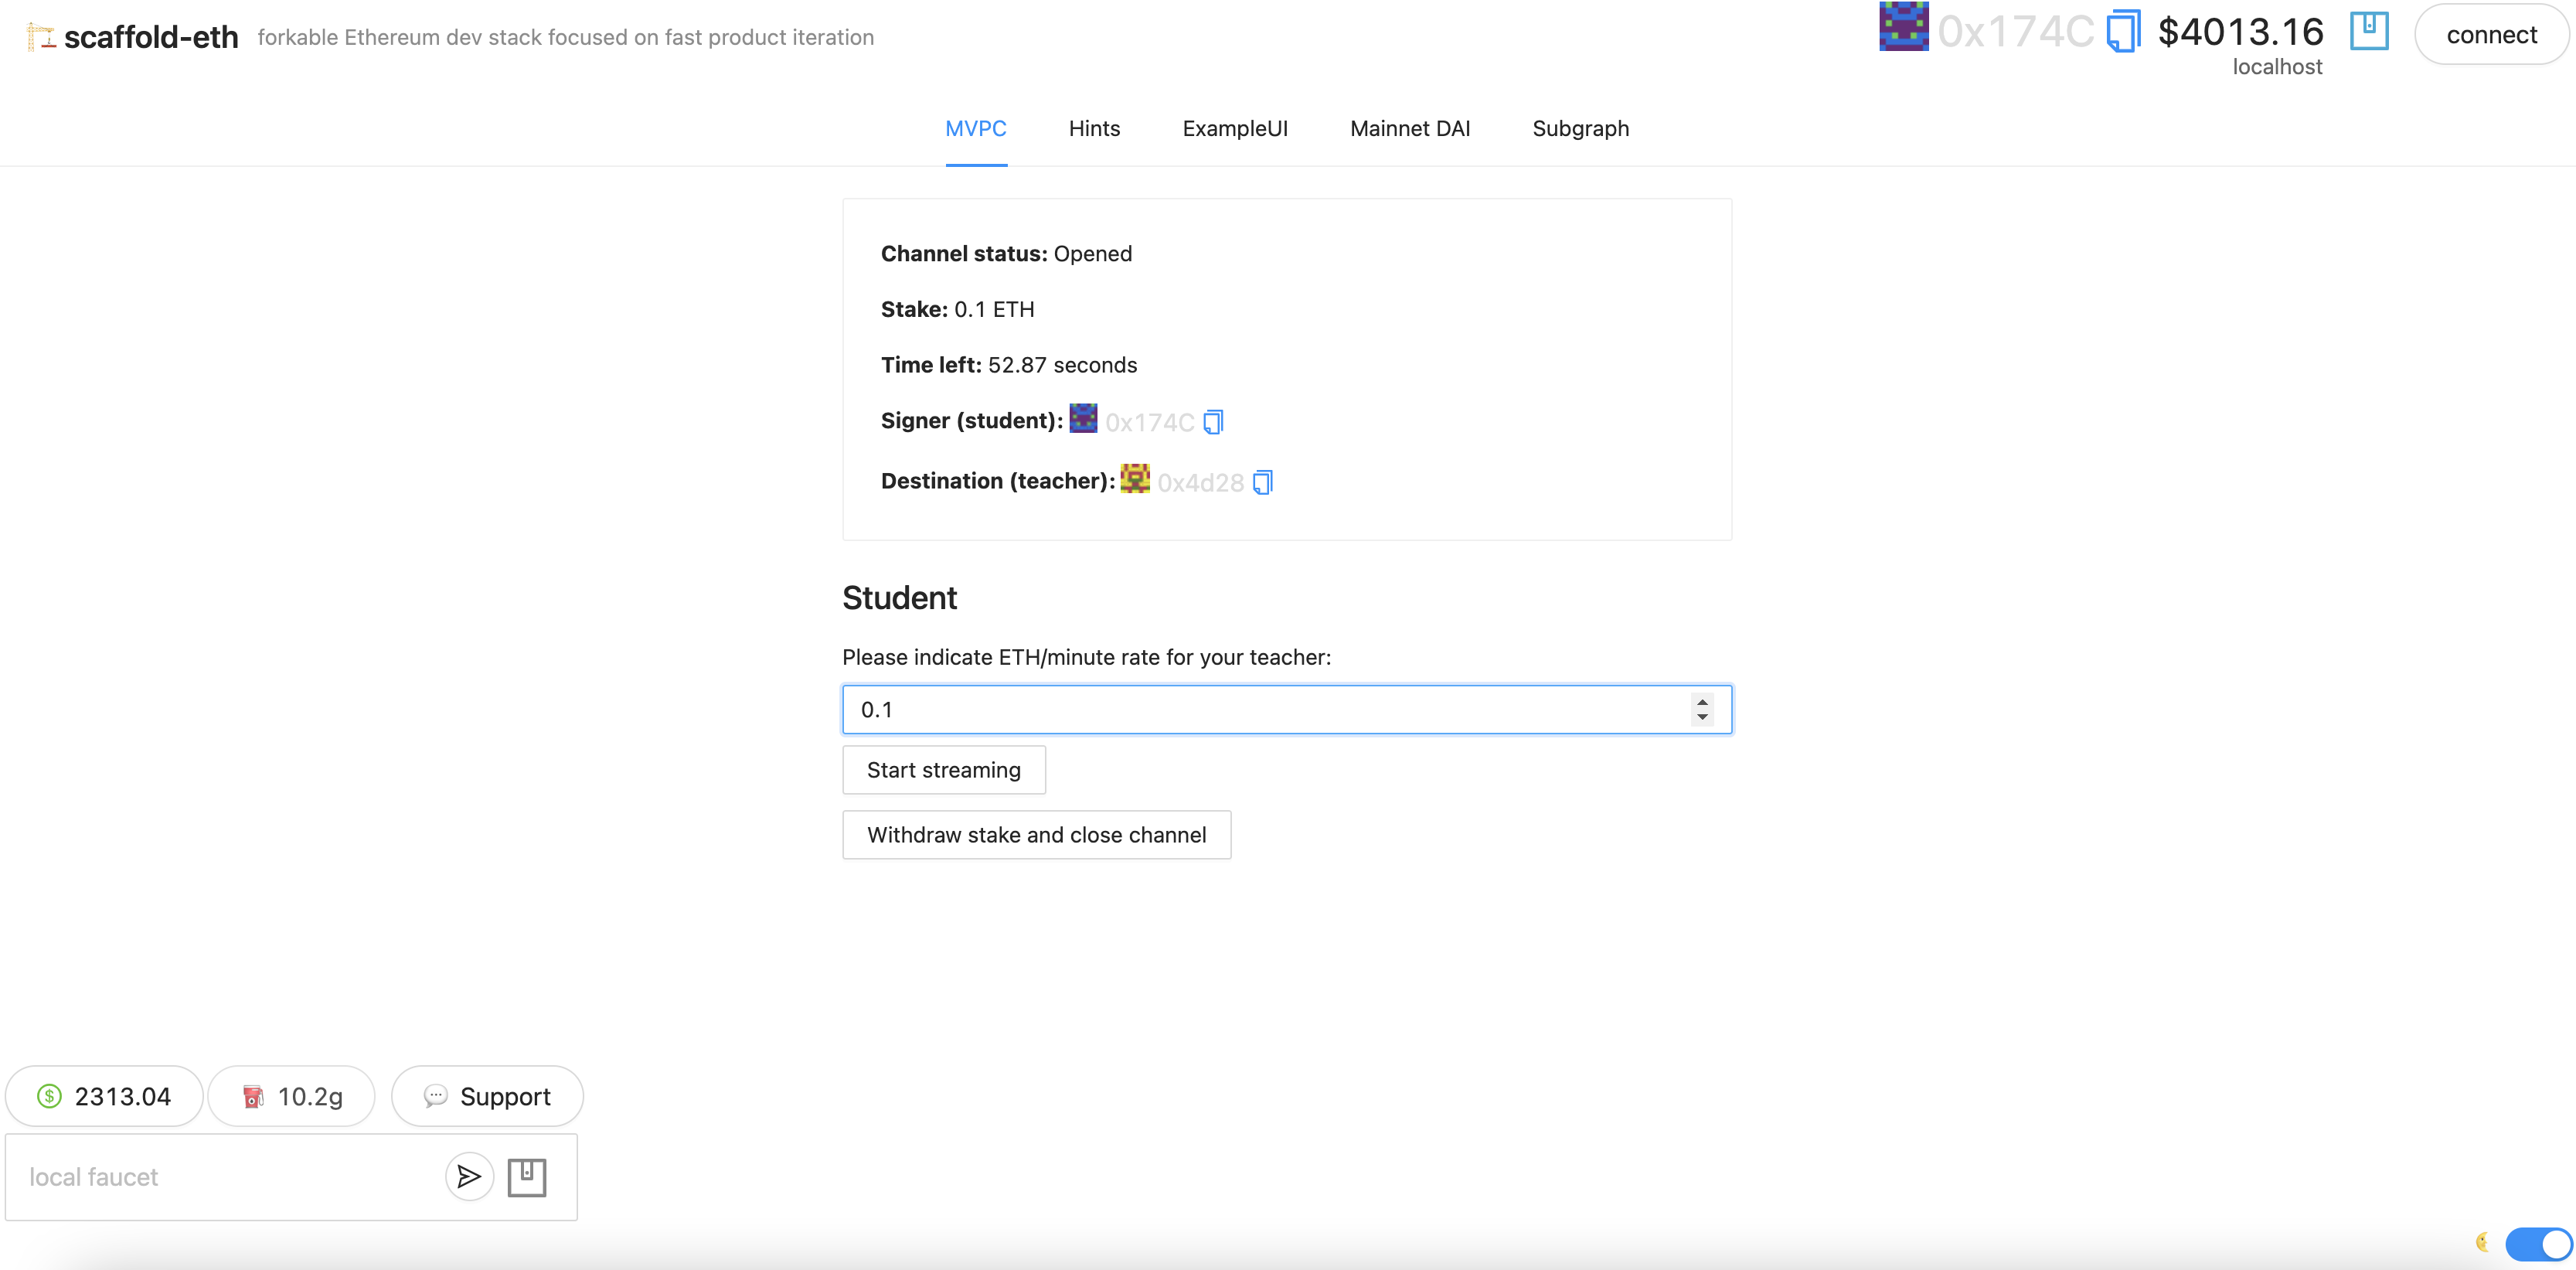 scaffold-eth forkable Ethereum dev stack focused on fast product iteration
0x174C $4013.16 connect
localhost
MVPC Hints ExampleUI Mainnet DAI Subgraph
Channel status: Opened
Stake: 0.1 ETH
Time left: 52.87 seconds
Signer (student): 0x174C
Destination (teacher): 0x4d28
Student
Please indicate ETH/minute rate for your teacher:
0.1
Start streaming
Withdraw stake and close channel
2313.04 10.2g Support
local faucet